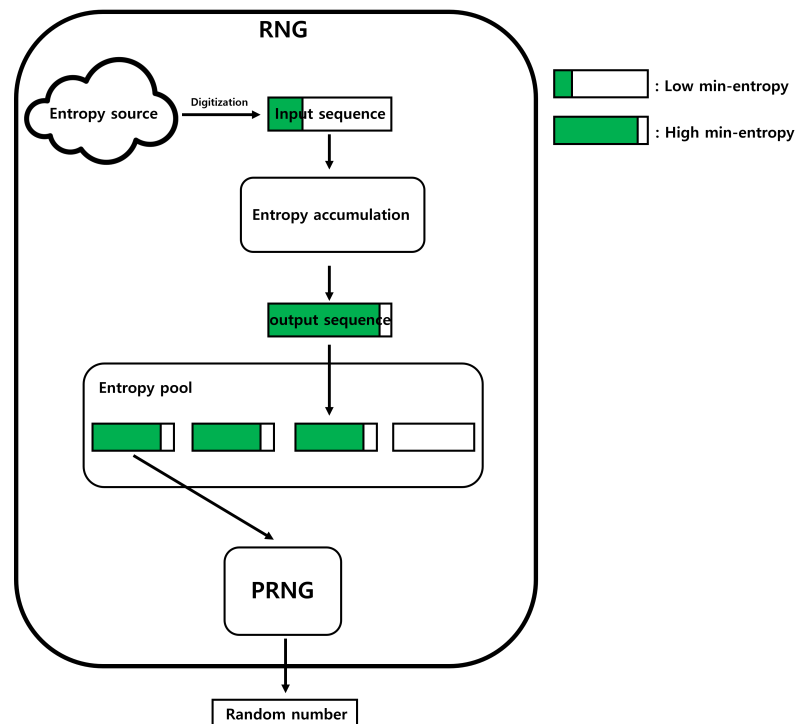 RNG
Entropy source
Digitization
Input sequence
: Low min-entropy
: High min-entropy
Entropy accumulation
output sequence
Entropy pool
PRNG
Random number